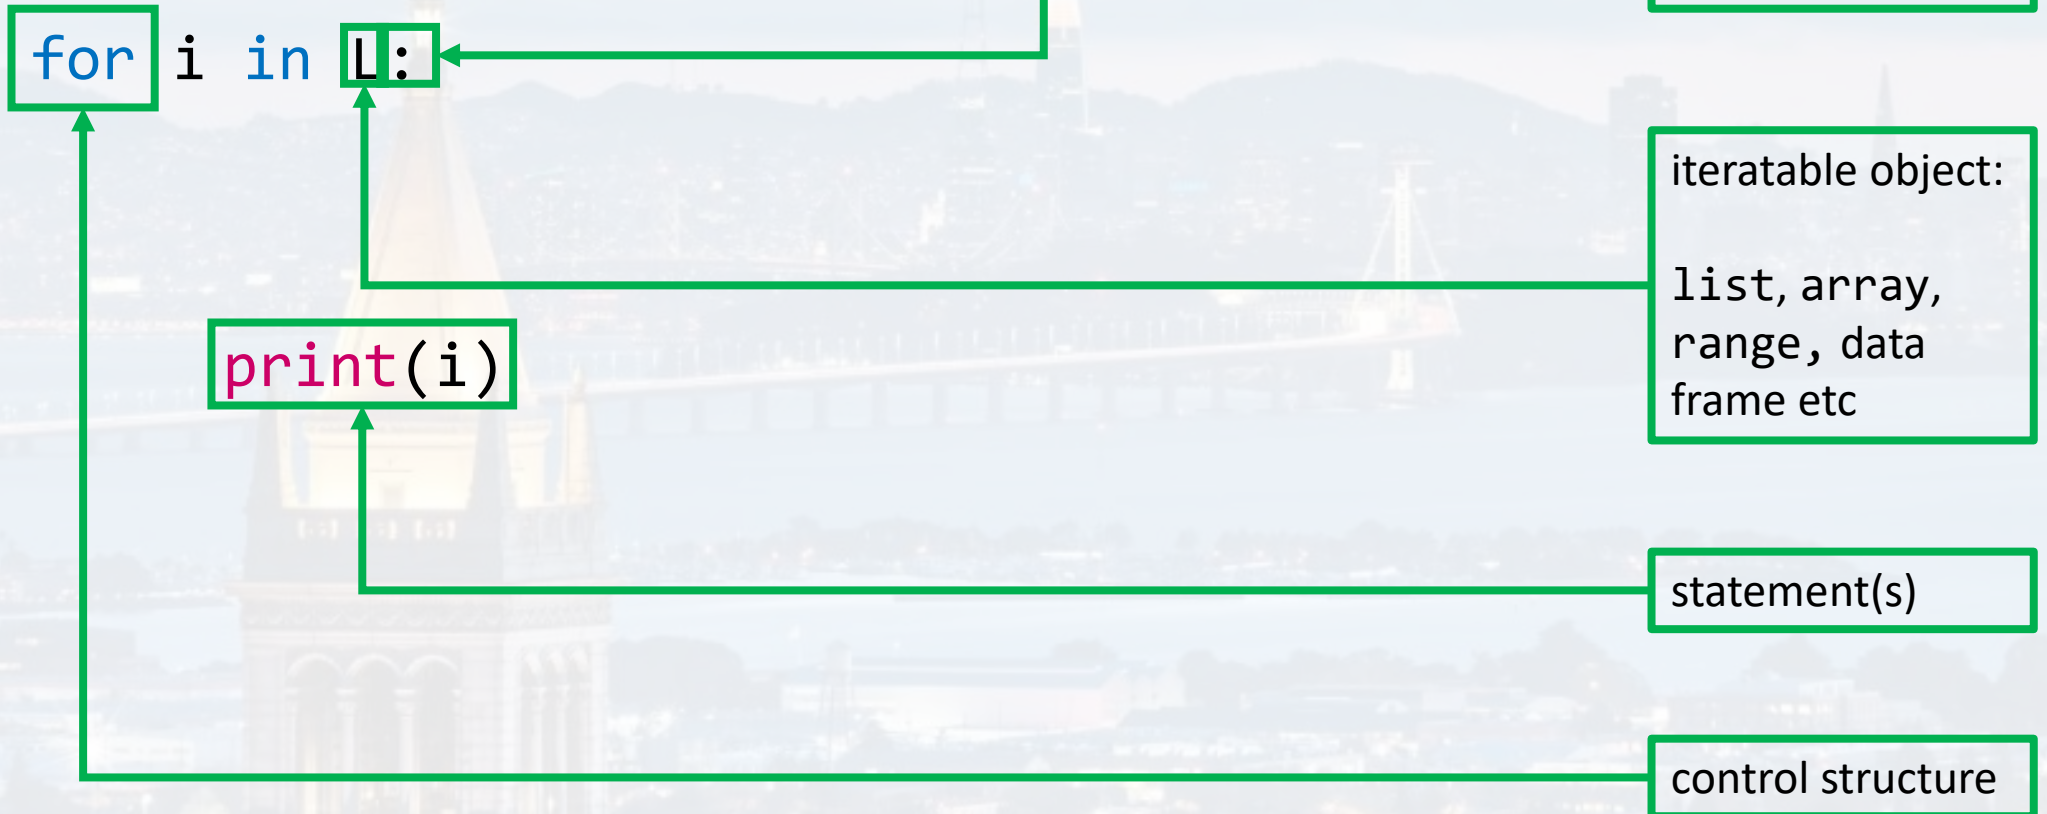 for i in L:
iteratable object:
list, array,
range, data
frame etc
print(i)
statement(s)
control structure